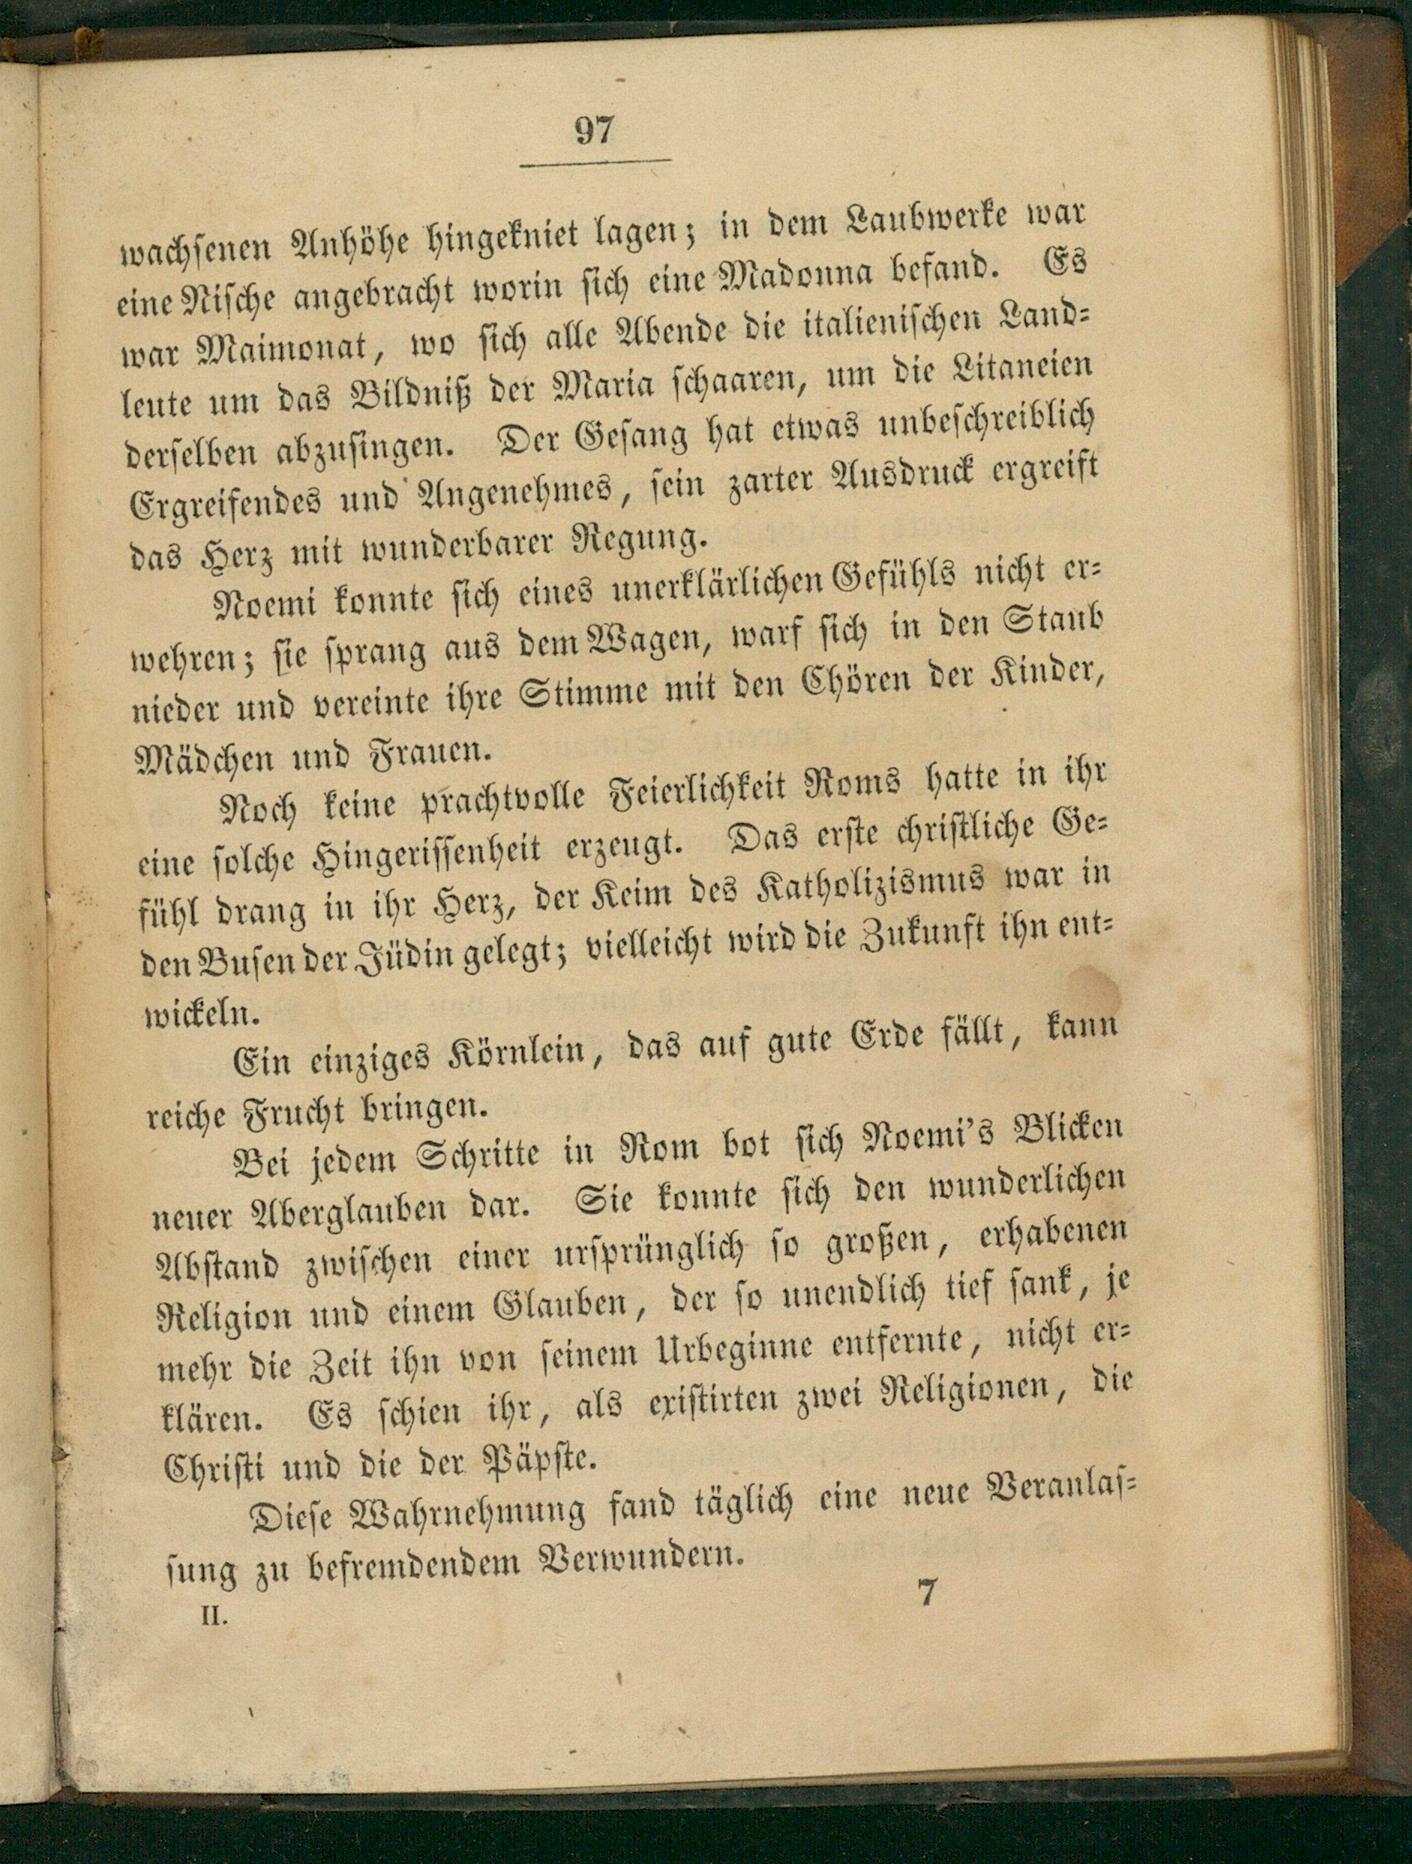 97
wachsenen Anhöhe hingekniet lagen; in dem Laubwerke war
eine Nische angebracht worin sich eine Madonna befand. Es
war Maimonat, wo sich alle Abende die italienischen Land-
leute um das Bildniß der Maria schaaren, um die Litaneien
derselben abzusingen. Der Gesang hat etwas unbeschreiblich
Ergreifendes und Angenehmes, sein zarter Ausdruck ergreift
das Herz mit wunderbarer Regung.
Noemi konnte sich eines unerklärlichen Gefühls nicht er-
wehren; sie sprang aus dem Wagen, warf sich in den Staub
nieder und vereinte ihre Stimme mit den Chören der Kinder,
Mädchen und Frauen.
Noch keine prachtvolle Feierlichkeit Roms hatte in ihr
eine solche Hingerissenheit erzeugt. Das erste christliche Ge-
fühl drang in ihr Herz, der Keim des Katholizismus war in
den Busen der Jüdin gelegt; vielleicht wird die Zukunft ihn ent-
wickeln.
Ein einziges Körnlein, das auf gute Erde fällt, kann
reiche Frucht bringen.
Bei jedem Schritte in Rom bot sich Noemi's Blicken
neuer Aberglauben dar. Sie konnte sich den wunderlichen
Abstand zwischen einer ursprünglich so großen, erhabenen
Religion und einem Glauben, der so unendlich tief sank, je
mehr die Zeit ihn von seinem Urbeginne entfernte, nicht er-
klären. Es schien ihr, als existirten zwei Religionen, die
Christi und die der Päpste.
Diese Wahrnehmung fand täglich eine neue Veranlas-
sung zu befremdendem Verwundern.
II. 7